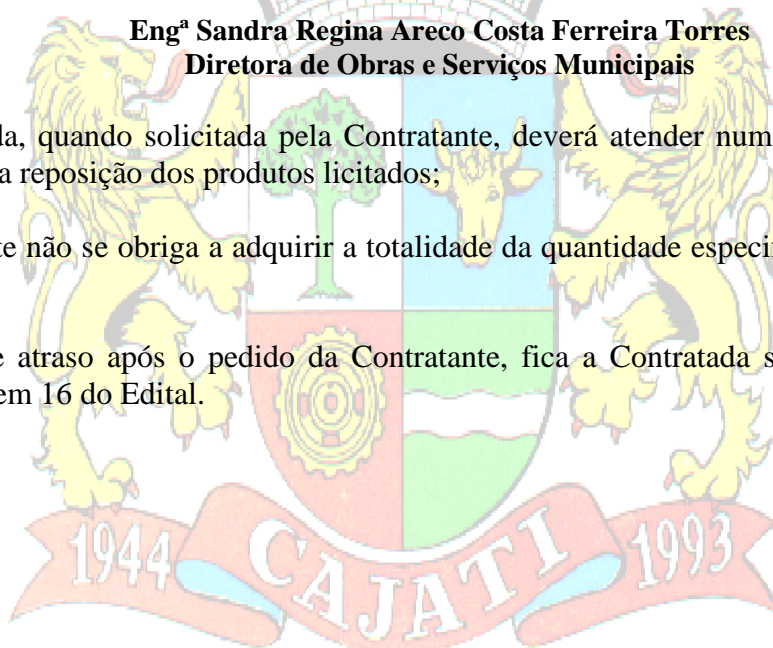 Engª Sandra Regina Areco Costa Ferreira Torres
Diretora de Obras e Serviços Municipais
da, quando solicitada pela Contratante, deverá atender num
a reposição dos produtos licitados;
te não se obriga a adquirir a totalidade da quantidade especi
e atraso após o pedido da Contratante, fica a Contratada s
em 16 do Edital.
1944 CAJATI 1993